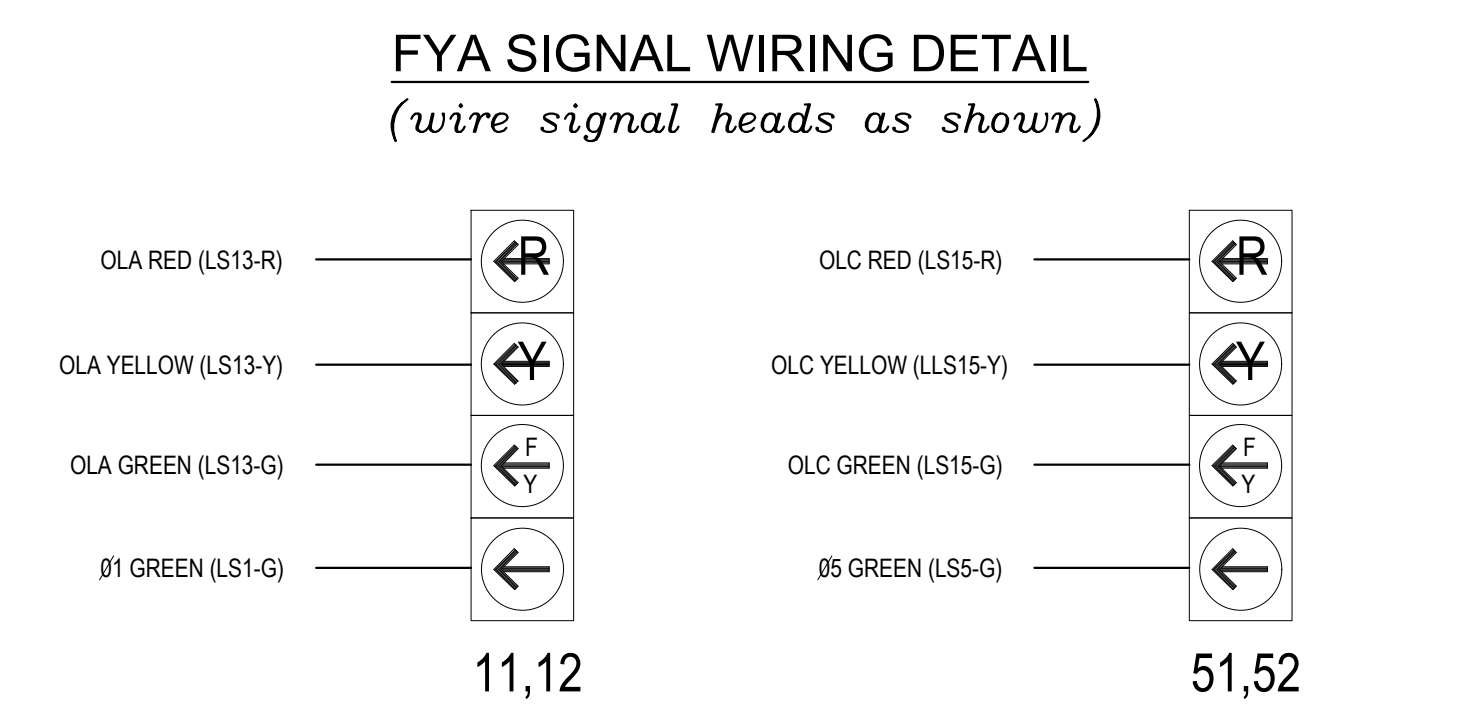 FYA SIGNAL WIRING DETAIL
(wire signal heads as shown)
OLA RED (LS13-R)
R
OLA YELLOW (LS13-Y)
Y
OLA GREEN (LS13-G)
F
Y
Ø1 GREEN (LS1-G)
11,12
OLC RED (LS15-R)
R
OLC YELLOW (LLS15-Y)
Y
OLC GREEN (LS15-G)
F
Y
Ø5 GREEN (LS5-G)
51,52